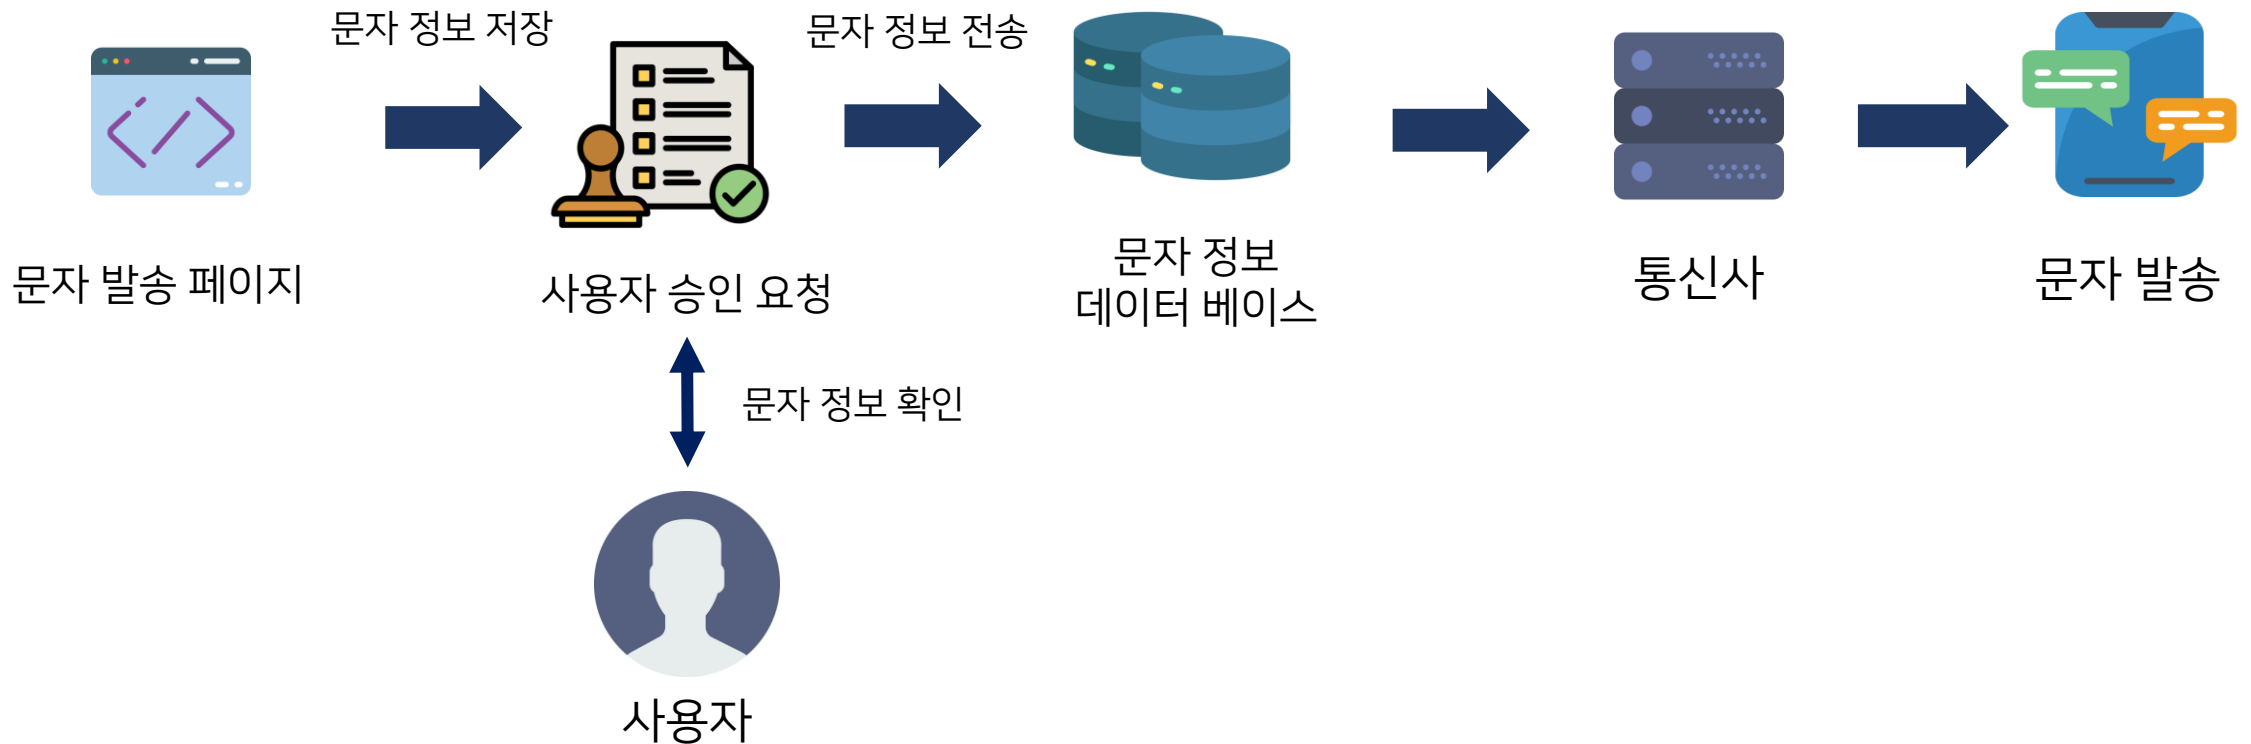 문자 정보 저장
문자 정보 전송
문자 발송 페이지
사용자 승인 요청
문자 정보
데이터 베이스
통신사
문자 발송
문자 정보 확인
사용자